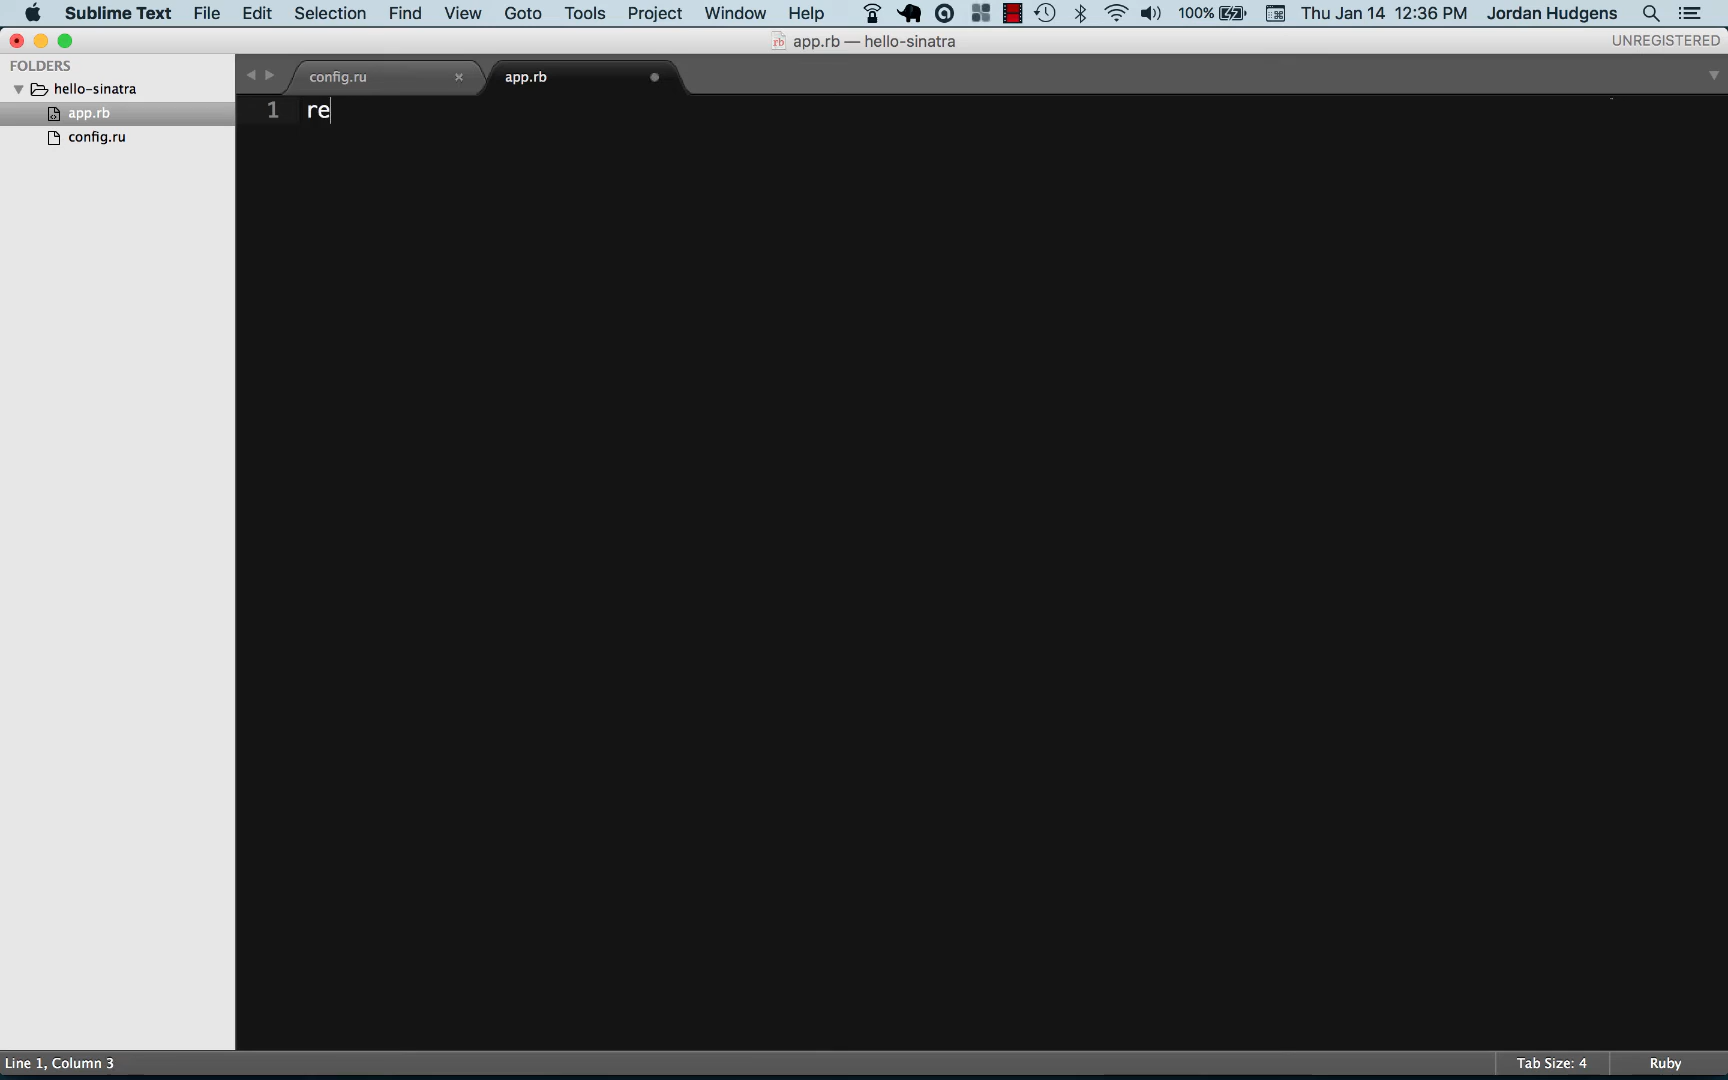 Sublime Text File Edit Selection Find View Goto Tools Project Window Help 100% Thu Jan 14 12:36 PM Jordan Hudgens
rb app.rb — hello-sinatra UNREGISTERED
FOLDERS
hello-sinatra
app.rb
config.ru
config.ru × app.rb
1 re
Line 1, Column 3 Tab Size: 4 Ruby